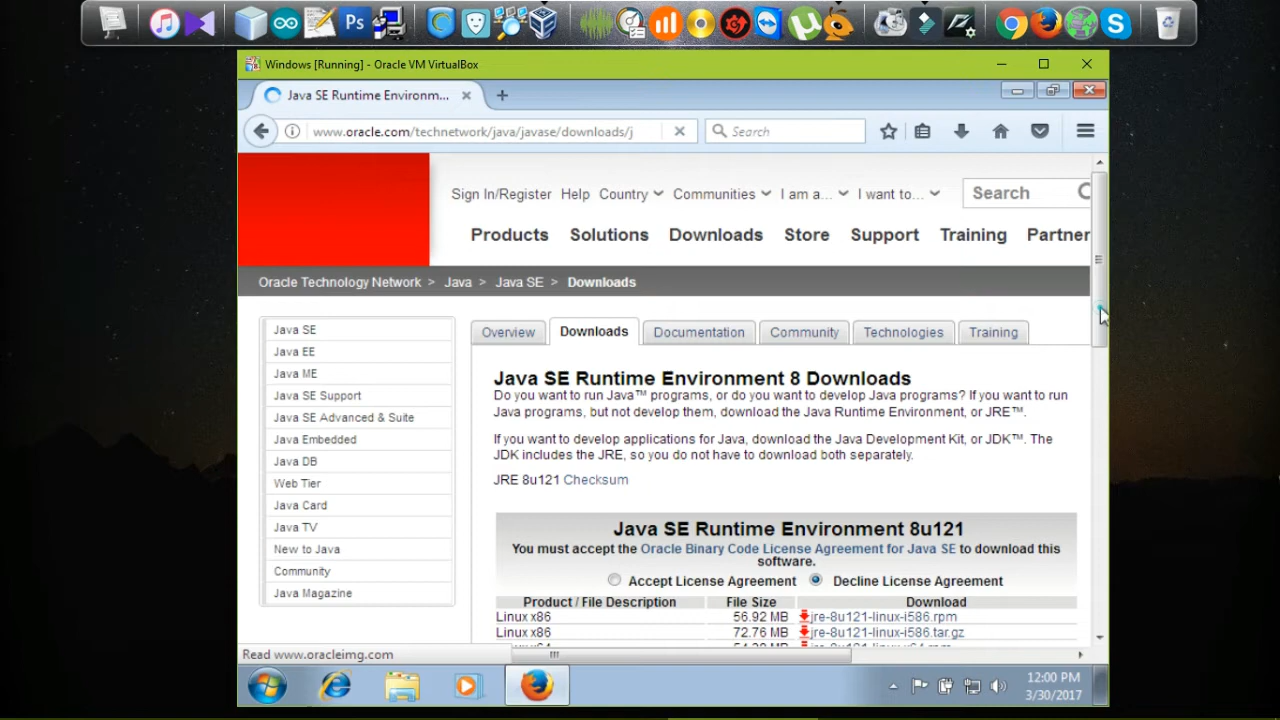 Ps
Windows [Running] - Oracle VM VirtualBox
Java SE Runtime Environm...
www.oracle.com/technetwork/java/javase/downloads/j
Search
Sign In/Register Help Country Communities I am a... I want to... Search
Products Solutions Downloads Store Support Training Partner
Oracle Technology Network > Java > Java SE > Downloads
Java SE
Java EE
Java ME
Java SE Support
Java SE Advanced & Suite
Java Embedded
Java DB
Web Tier
Java Card
Java TV
New to Java
Community
Java Magazine
Overview Downloads Documentation Community Technologies Training
Java SE Runtime Environment 8 Downloads
Do you want to run Java™ programs, or do you want to develop Java programs? If you want to run
Java programs, but not develop them, download the Java Runtime Environment, or JRE™.
If you want to develop applications for Java, download the Java Development Kit, or JDK™. The
JDK includes the JRE, so you do not have to download both separately.
JRE 8u121 Checksum
Java SE Runtime Environment 8u121
You must accept the Oracle Binary Code License Agreement for Java SE to download this
software.
Accept License Agreement Decline License Agreement
Product / File Description File Size Download
Linux x86 56.92 MB jre-8u121-linux-i586.rpm
Linux x86 72.76 MB jre-8u121-linux-i586.tar.gz
Read www.oracleimg.com
12:00 PM
3/30/2017